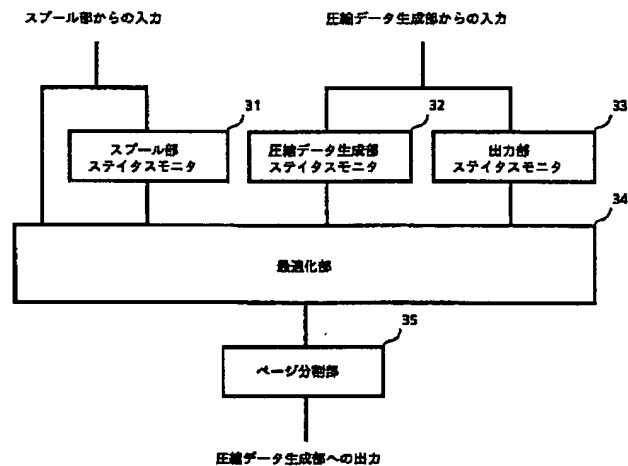 スプール部からの入力
圧縮データ生成部からの入力
31
32
33
スプール部
ステイタスモニタ
圧縮データ生成部
ステイタスモニタ
出力部
ステイタスモニタ
34
最適化部
35
ページ分割部
圧縮データ生成部への出力